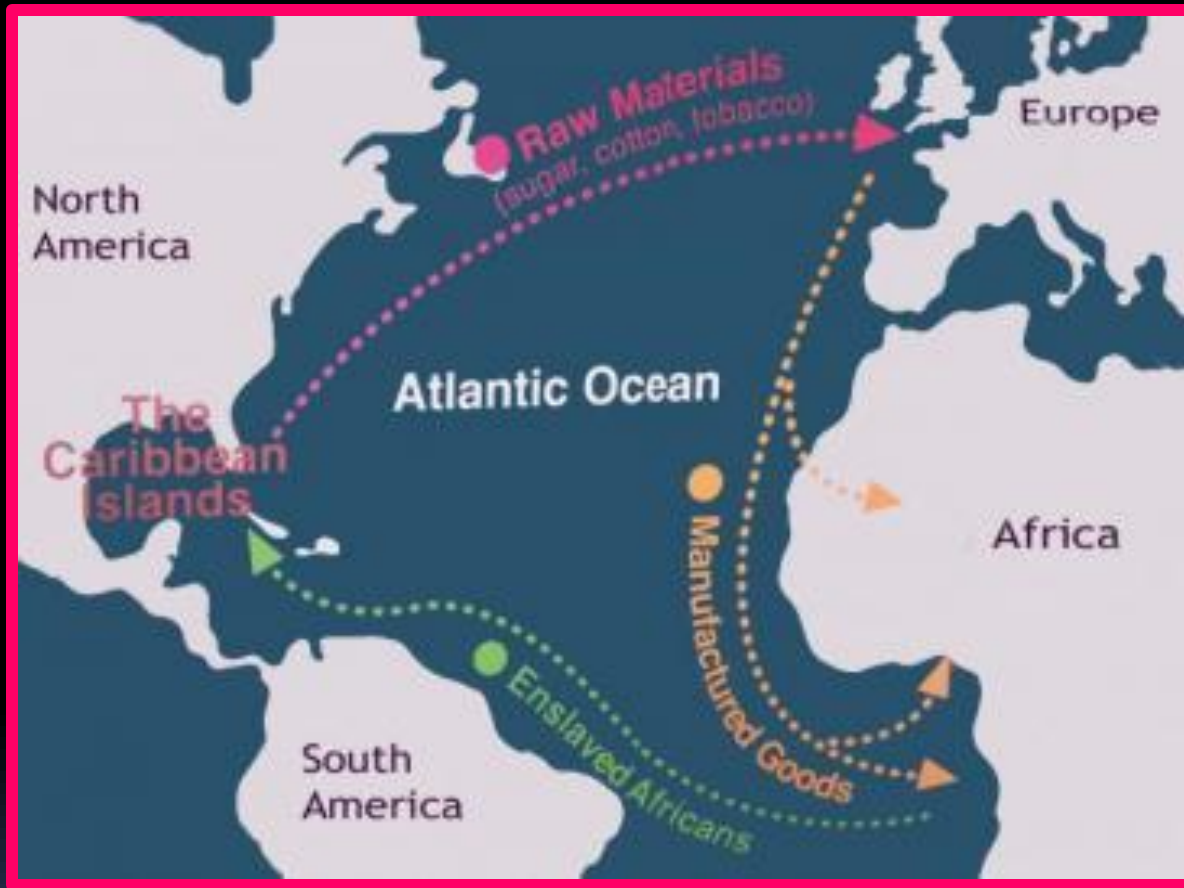 Raw Materials
(sugar, cotton, tobacco)
Europe
North
America
Atlantic Ocean
The
Caribbean
Islands
Manufactured Goods
Africa
Enslaved Africans
South
America